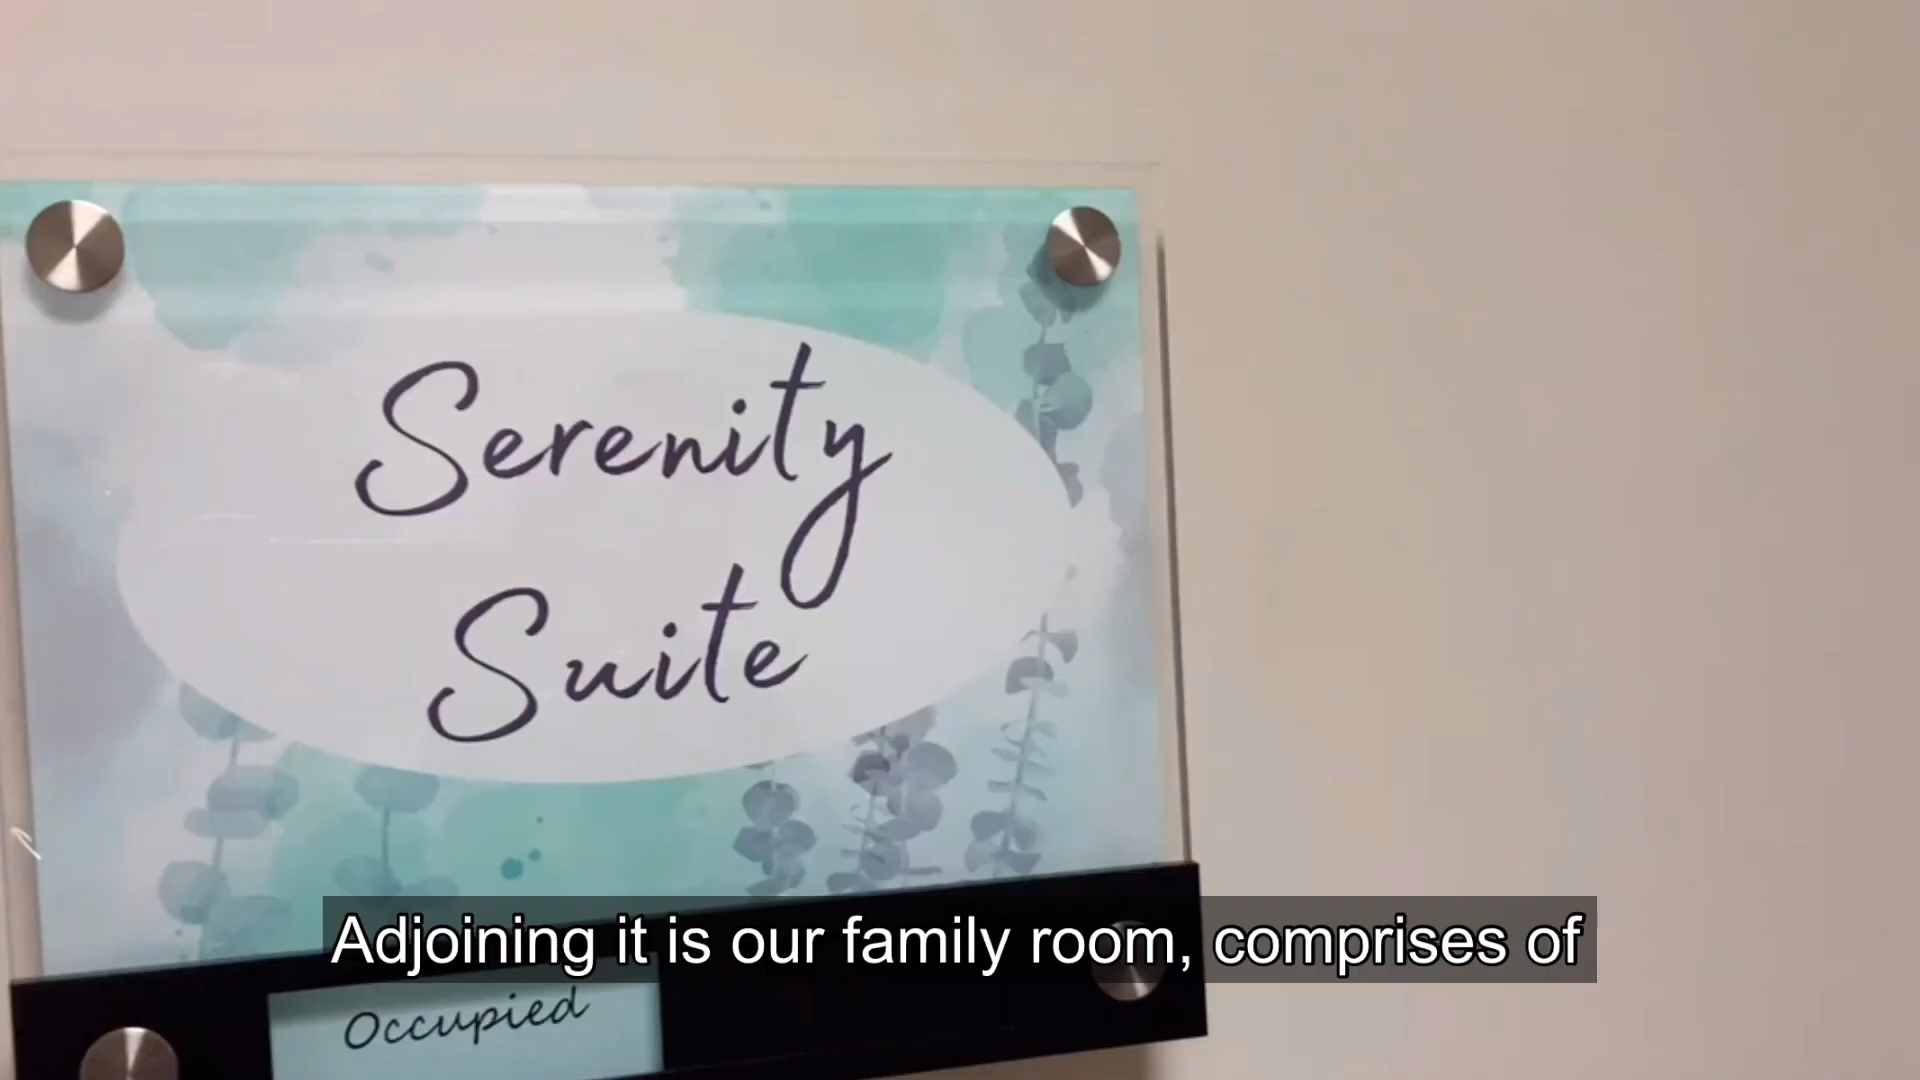 Serenity
Suite
Adjoining it is our family room, comprises of
Occupied